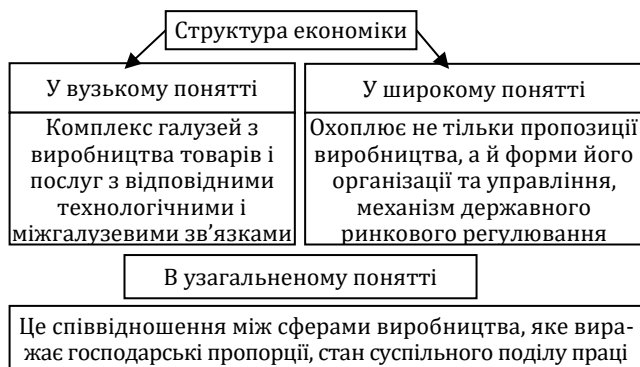 Структура економіки
У вузькому понятті
Комплекс галузей з
виробництва товарів і
послуг з відповідними
технологічними і
міжгалузевими зв’язками
У широкому понятті
Охоплює не тільки пропозиції
виробництва, а й форми його
організації та управління,
механізм державного
ринкового регулювання
В узагальненому понятті
Це співвідношення між сферами виробництва, яке вира-
жає господарські пропорції, стан суспільного поділу праці